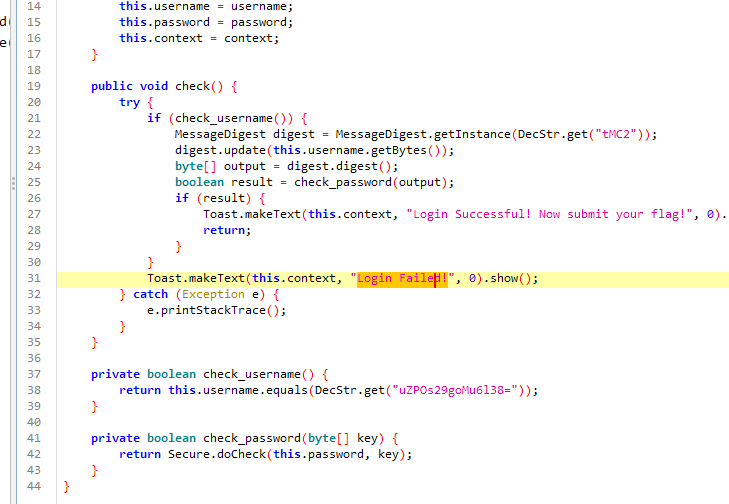 d(
e(
14 this.username = username;
15 this.password = password;
16 this.context = context;
17 }
18
19 public void check() {
20 try {
21 if (check_username()) {
22 MessageDigest digest = MessageDigest.getInstance(DecStr.get("tMC2"));
23 digest.update(this.username.getBytes());
24 byte[] output = digest.digest();
25 boolean result = check_password(output);
26 if (result) {
27 Toast.makeText(this.context, "Login Successful! Now submit your flag!", 0).
28 return;
29 }
30 }
31 Toast.makeText(this.context, "Login Failed!", 0).show();
32 } catch (Exception e) {
33 e.printStackTrace();
34 }
35 }
36
37 private boolean check_username() {
38 return this.username.equals(DecStr.get("uZPOs29goMu6l38="));
39 }
40
41 private boolean check_password(byte[] key) {
42 return Secure.doCheck(this.password, key);
43 }
44 }